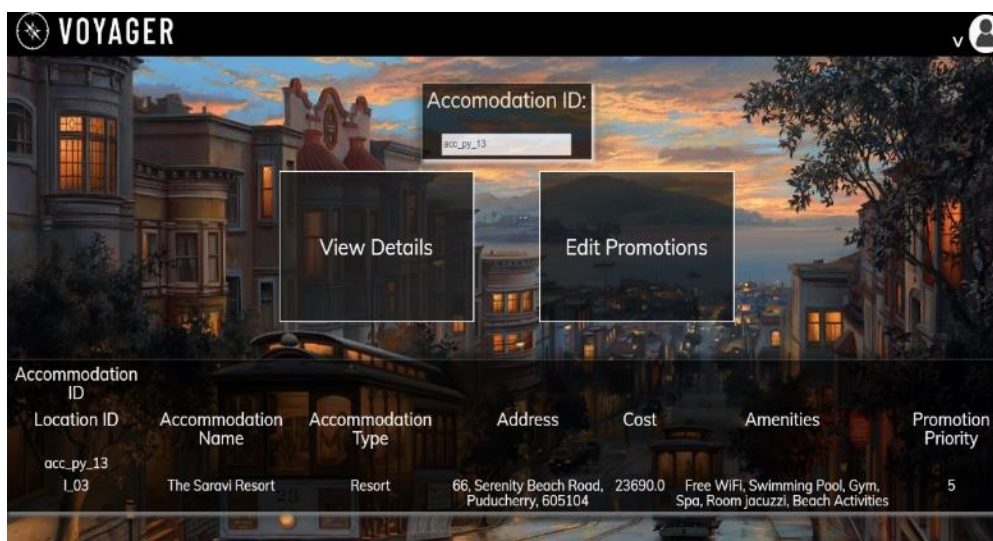 VOYAGER
v
Accomodation ID:
acc_py_13
View Details
Edit Promotions
Accommodation
ID
Location ID
Accommodation
Name
Accommodation
Type
Address
Cost
Amenities
Promotion
Priority
acc_py_13
l_03
The Saravi Resort
Resort
66, Serenity Beach Road,
Puducherry, 605104
23690.0
Free WiFi, Swimming Pool, Gym,
Spa, Room jacuzzi, Beach Activities
5